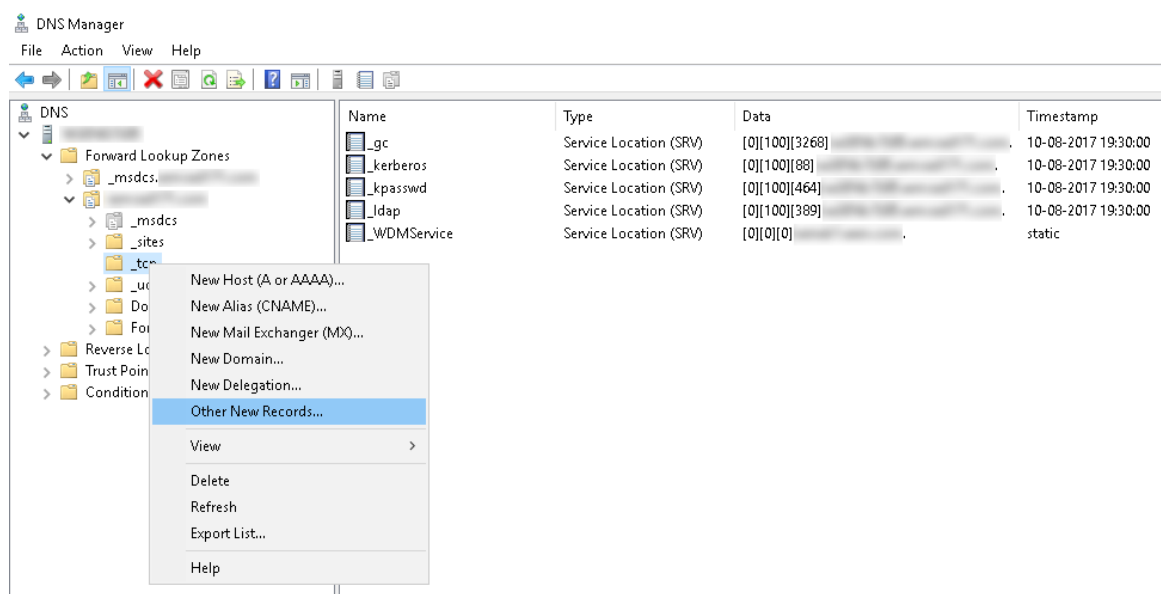 DNS Manager
File Action View Help
DNS
Forward Lookup Zones
_msdcs.
_msdcs
_sites
_tcp
Reverse Lo
Trust Poin
Condition
New Host (A or AAAA)...
New Alias (CNAME)...
New Mail Exchanger (MX)...
New Domain...
New Delegation...
Other New Records...
View
Delete
Refresh
Export List...
Help
Name Type Data Timestamp
_gc Service Location (SRV) [0][100][3268] . 10-08-2017 19:30:00
_kerberos Service Location (SRV) [0][100][88] . 10-08-2017 19:30:00
_kpasswd Service Location (SRV) [0][100][464] . 10-08-2017 19:30:00
_ldap Service Location (SRV) [0][100][389] . 10-08-2017 19:30:00
_WDMService Service Location (SRV) [0][0][0] . static